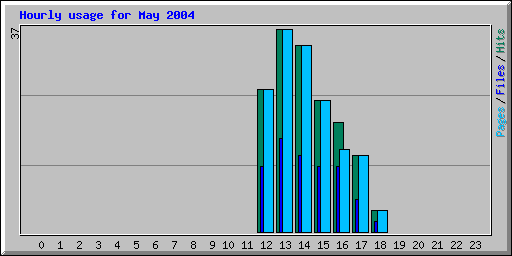 Hourly usage for May 2004
37
Pages / Files / Hits
0 1 2 3 4 5 6 7 8 9 10 11 12 13 14 15 16 17 18 19 20 21 22 23